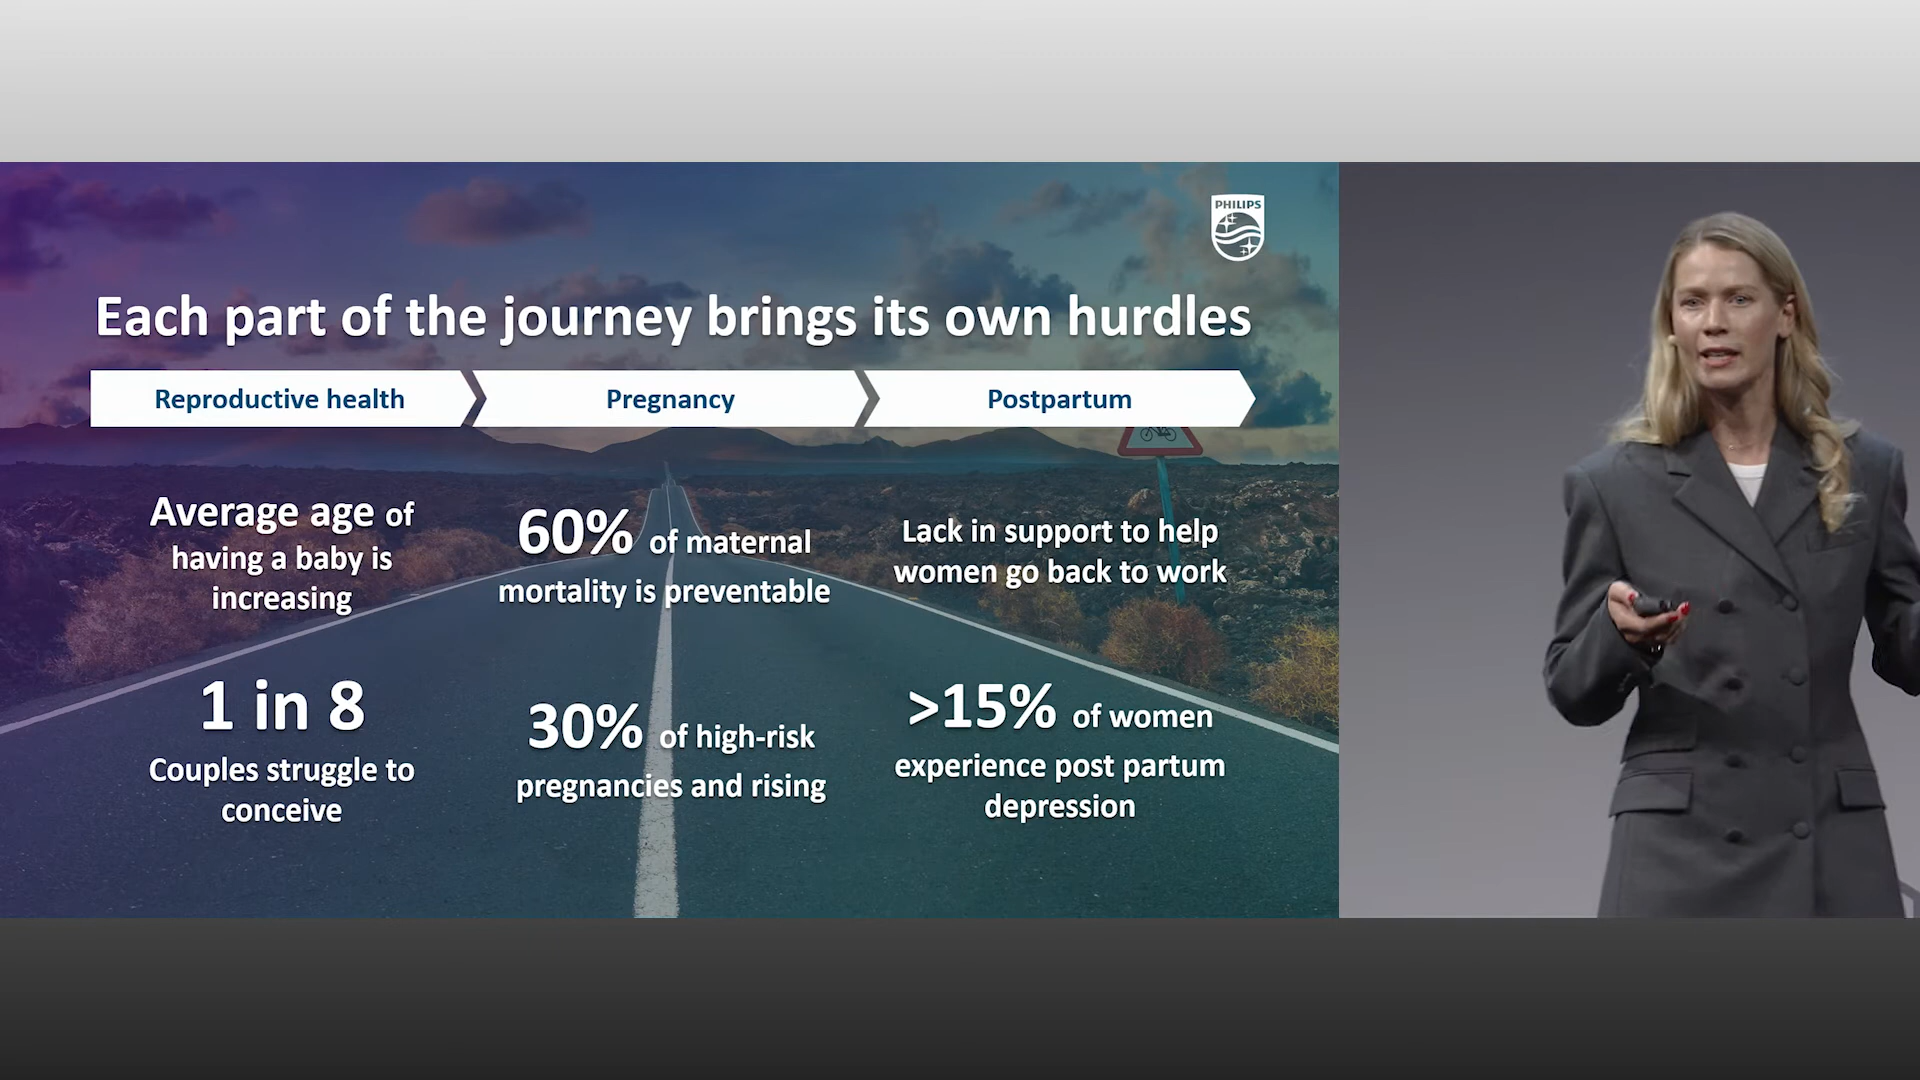 PHILIPS
Each part of the journey brings its own hurdles
Reproductive health
Pregnancy
Postpartum
Average age of
having a baby is
increasing
1 in 8
Couples struggle to
conceive
60% of maternal
mortality is preventable
30% of high-risk
pregnancies and rising
Lack in support to help
women go back to work
>15% of women
experience post partum
depression